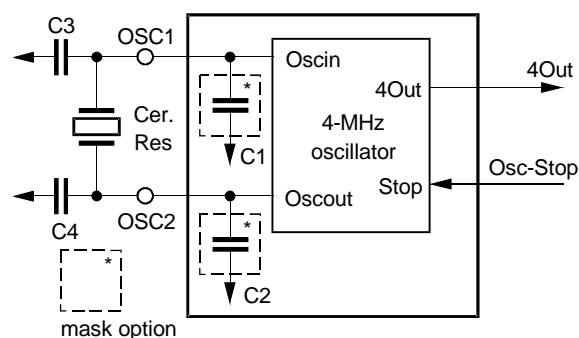 C3
OSC1
Oscin
4Out
4Out
*
Cer.
Res
4-MHz
oscillator
C1
Osc-Stop
Stop
Oscout
OSC2
C4
*
*
C2
mask option